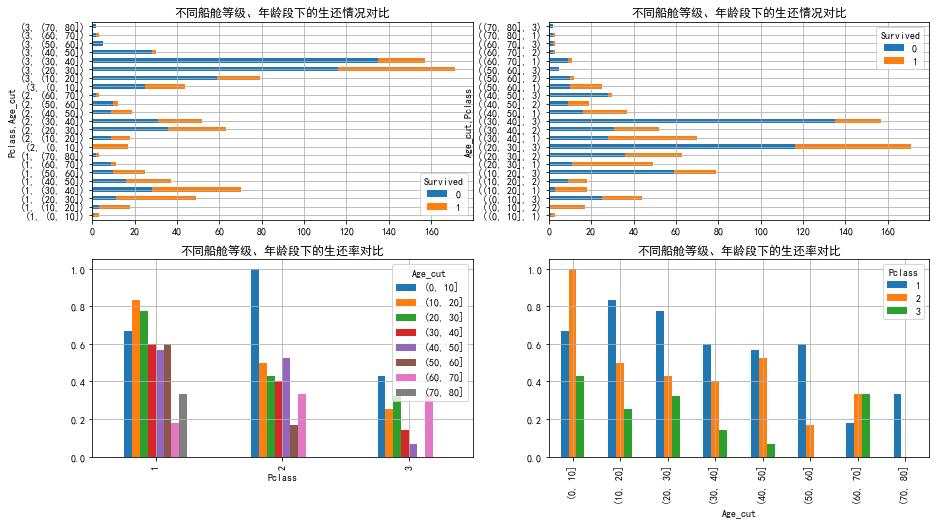 不同船舱等级、年龄段下的生还情况对比
Pclass,Age_cut
(3, (70, 80])
(3, (60, 70])
(3, (50, 60])
(3, (40, 50])
(3, (30, 40])
(3, (20, 30])
(3, (10, 20])
(3, (0, 10])
(2, (60, 70])
(2, (50, 60])
(2, (40, 50])
(2, (30, 40])
(2, (20, 30])
(2, (10, 20])
(2, (0, 10])
(1, (70, 80])
(1, (60, 70])
(1, (50, 60])
(1, (40, 50])
(1, (30, 40])
(1, (20, 30])
(1, (10, 20])
(1, (0, 10])
Survived
0
1
0 20 40 60 80 100 120 140 160
不同船舱等级、年龄段下的生还情况对比
Age_cut,Pclass
((70, 80], 3)
((70, 80], 1)
((60, 70], 3)
((60, 70], 2)
((60, 70], 1)
((50, 60], 3)
((50, 60], 2)
((50, 60], 1)
((40, 50], 3)
((40, 50], 2)
((40, 50], 1)
((30, 40], 3)
((30, 40], 2)
((30, 40], 1)
((20, 30], 3)
((20, 30], 2)
((20, 30], 1)
((10, 20], 3)
((10, 20], 2)
((10, 20], 1)
((0, 10], 3)
((0, 10], 2)
((0, 10], 1)
Survived
0
1
0 20 40 60 80 100 120 140 160
不同船舱等级、年龄段下的生还率对比
1.0
0.8
0.6
0.4
0.2
0.0
Age_cut
(0, 10]
(10, 20]
(20, 30]
(30, 40]
(40, 50]
(50, 60]
(60, 70]
(70, 80]
1 2 3
Pclass
不同船舱等级、年龄段下的生还率对比
1.0
0.8
0.6
0.4
0.2
0.0
Pclass
1
2
3
(0, 10]
(10, 20]
(20, 30]
(30, 40]
(40, 50]
(50, 60]
(60, 70]
(70, 80]
Age_cut